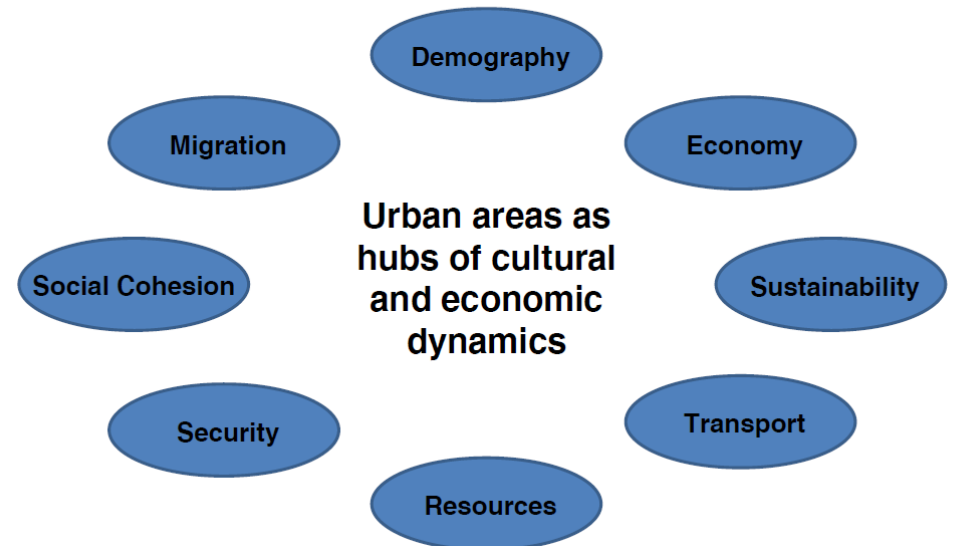 Demography
Migration
Economy
Urban areas as
hubs of cultural
and economic
dynamics
Social Cohesion
Sustainability
Security
Transport
Resources